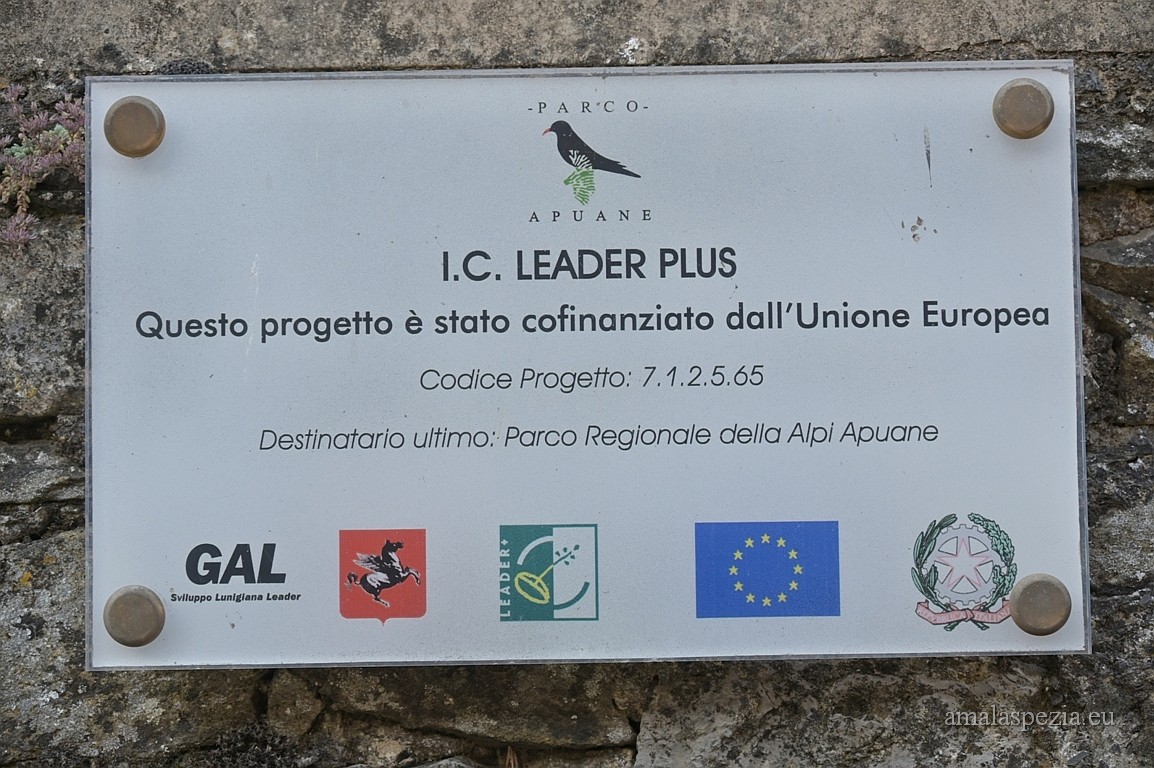 -PARCO-
APUANE
I.C. LEADER PLUS
Questo progetto è stato cofinanziato dall'Unione Europea
Codice Progetto: 7.1.2.5.65
Destinatario ultimo: Parco Regionale della Alpi Apuane
GAL
Sviluppo Lunigiana Leader
LEADER+
amalaspezia.eu